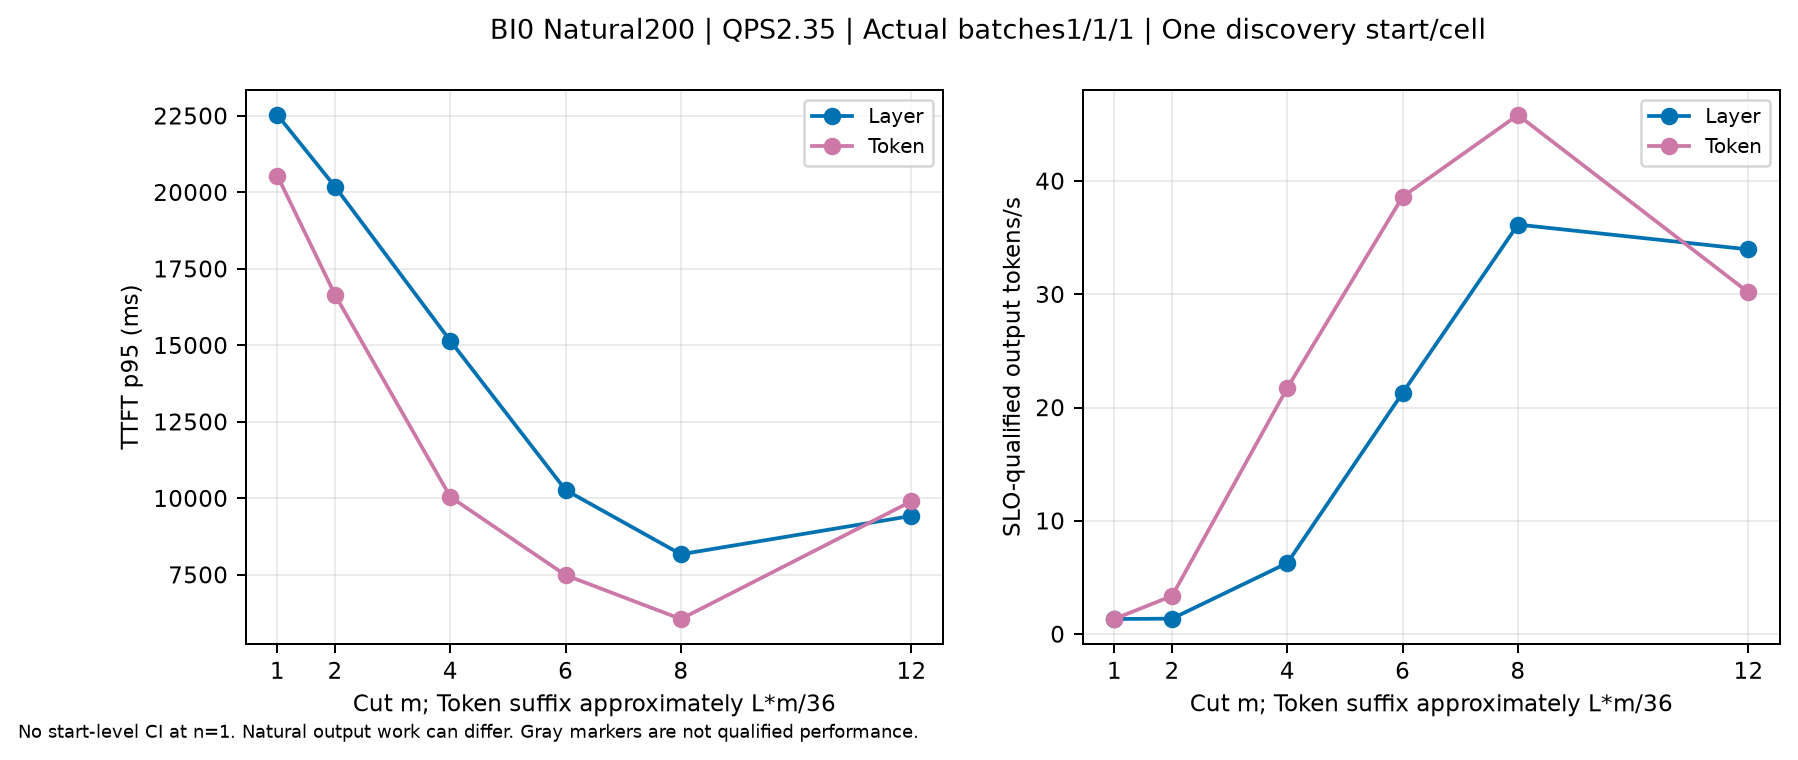 BI0 Natural200 | QPS2.35 | Actual batches1/1/1 | One discovery start/cell
TTFT p95 (ms)
22500
20000
17500
15000
12500
10000
7500
Layer
Token
1 2 4 6 8 12
Cut m; Token suffix approximately L*m/36
SLO-qualified output tokens/s
40
30
20
10
0
Layer
Token
1 2 4 6 8 12
Cut m; Token suffix approximately L*m/36
No start-level CI at n=1. Natural output work can differ. Gray markers are not qualified performance.